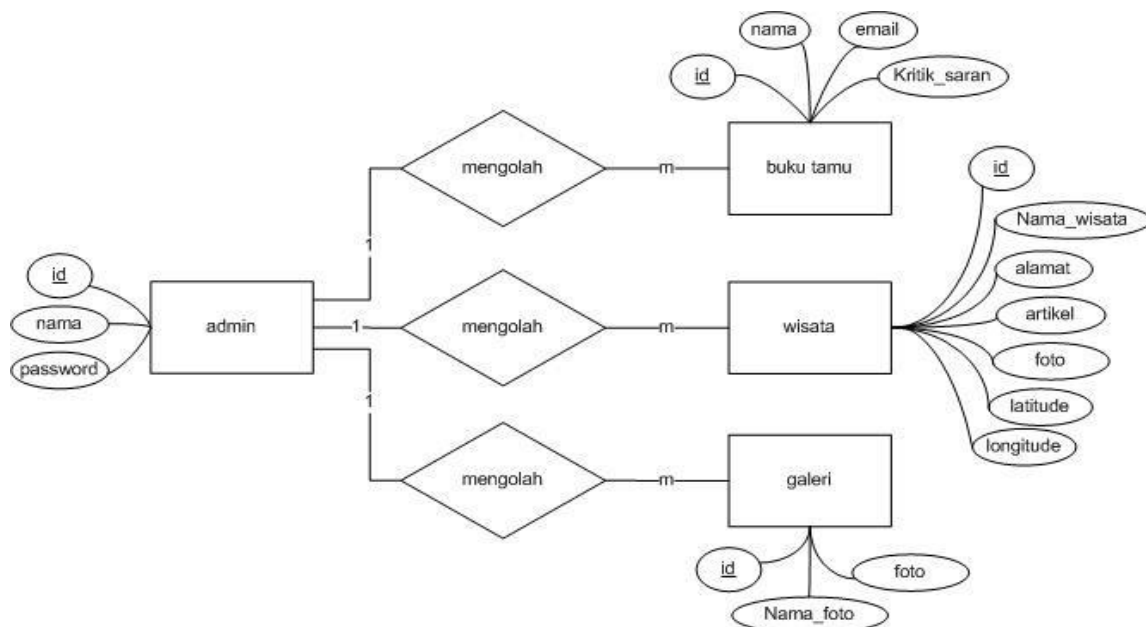 nama
email
id
Kritik_saran
mengolah
m
buku tamu
1
id
Nama_wisata
alamat
artikel
foto
latitude
longitude
id
nama
password
admin
1
mengolah
m
wisata
1
mengolah
m
galeri
id
foto
Nama_foto